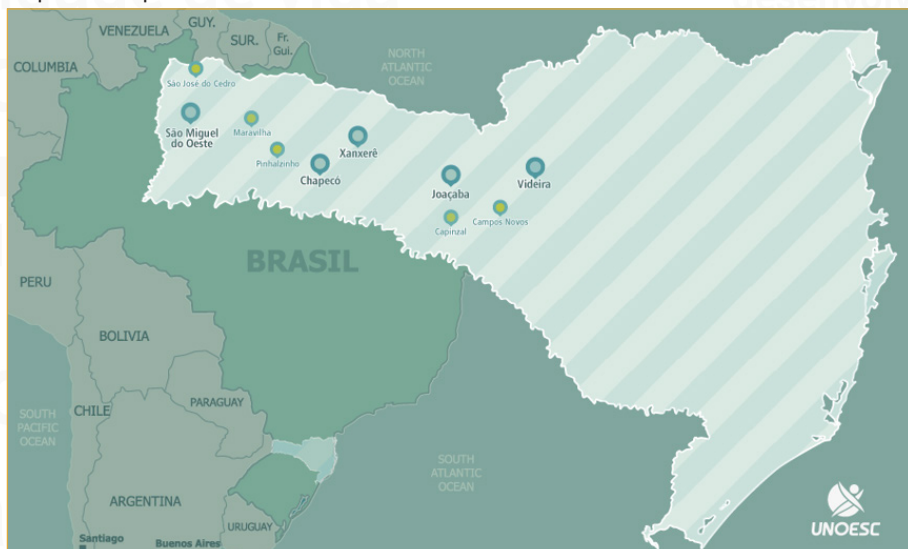 VENEZUELA
GUY.
SUR.
Fr.
Gui.
COLUMBIA
NORTH
ATLANTIC
OCEAN
São José do Cedro
São Miguel
do Oeste
Maravilha
Pinhalzinho
Xanxerê
Chapecó
Joaçaba
Videira
Capinzal
Campos Novos
BRASIL
PERU
BOLIVIA
PARAGUAY
CHILE
SOUTH
PACIFIC
OCEAN
SOUTH
ATLANTIC
OCEAN
ARGENTINA
URUGUAY
Santiago
Buenos Aires
UNOESC